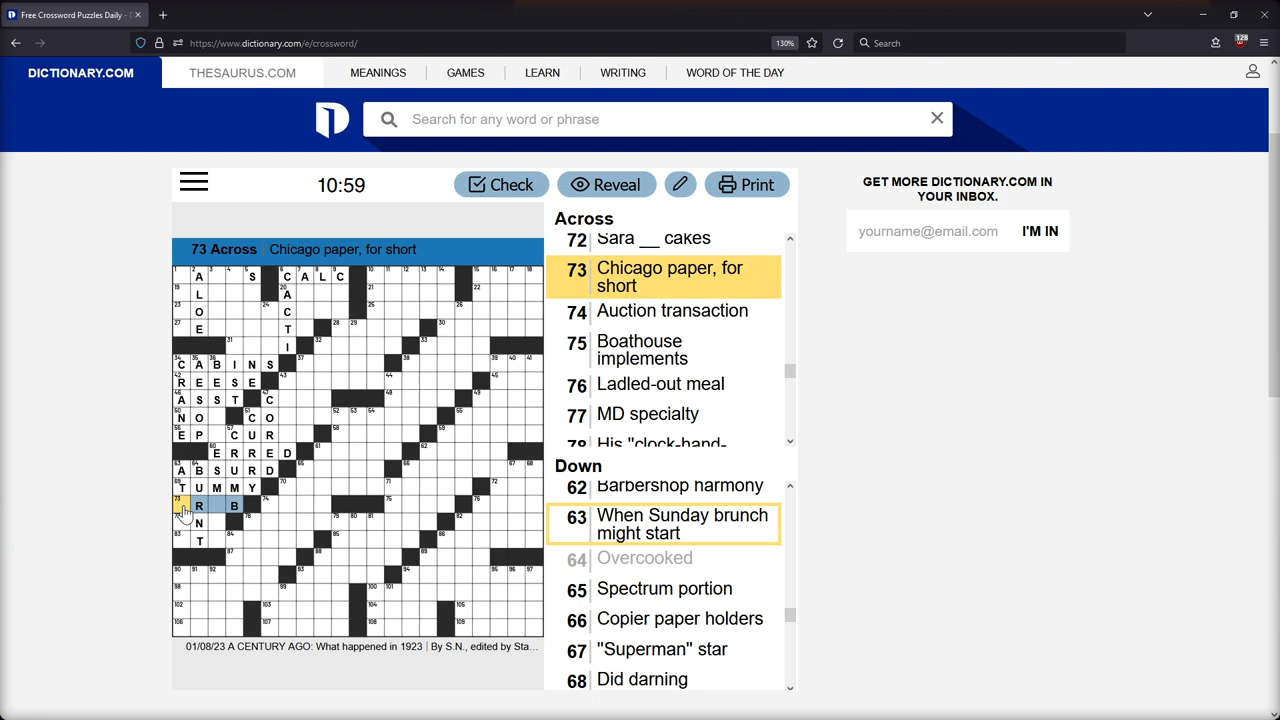 Free Crossword Puzzles Daily - (
https://www.dictionary.com/e/crossword/
130%
Search
128
DICTIONARY.COM
THESAURUS.COM
MEANINGS
GAMES
LEARN
WRITING
WORD OF THE DAY
Search for any word or phrase
10:59
Check
Reveal
Print
73 Across
Chicago paper, for short
Across
72 Sara __ cakes
73 Chicago paper, for
short
74 Auction transaction
75 Boathouse
implements
76 Ladled-out meal
77 MD specialty
78 His "clock-hand-
Down
62 Barbershop harmony
63 When Sunday brunch
might start
64 Overcooked
65 Spectrum portion
66 Copier paper holders
67 "Superman" star
68 Did darning
GET MORE DICTIONARY.COM IN
YOUR INBOX.
yourname@email.com
I'M IN
A S C A L C
L A
O C
E T
I
C A B I N S
R E E S E
A S S T C
N O C O
E P C U R
E R R E D
A B S U R D
T U M M Y
R B
N
T
01/08/23 A CENTURY AGO: What happened in 1923 | By S.N., edited by Sta...